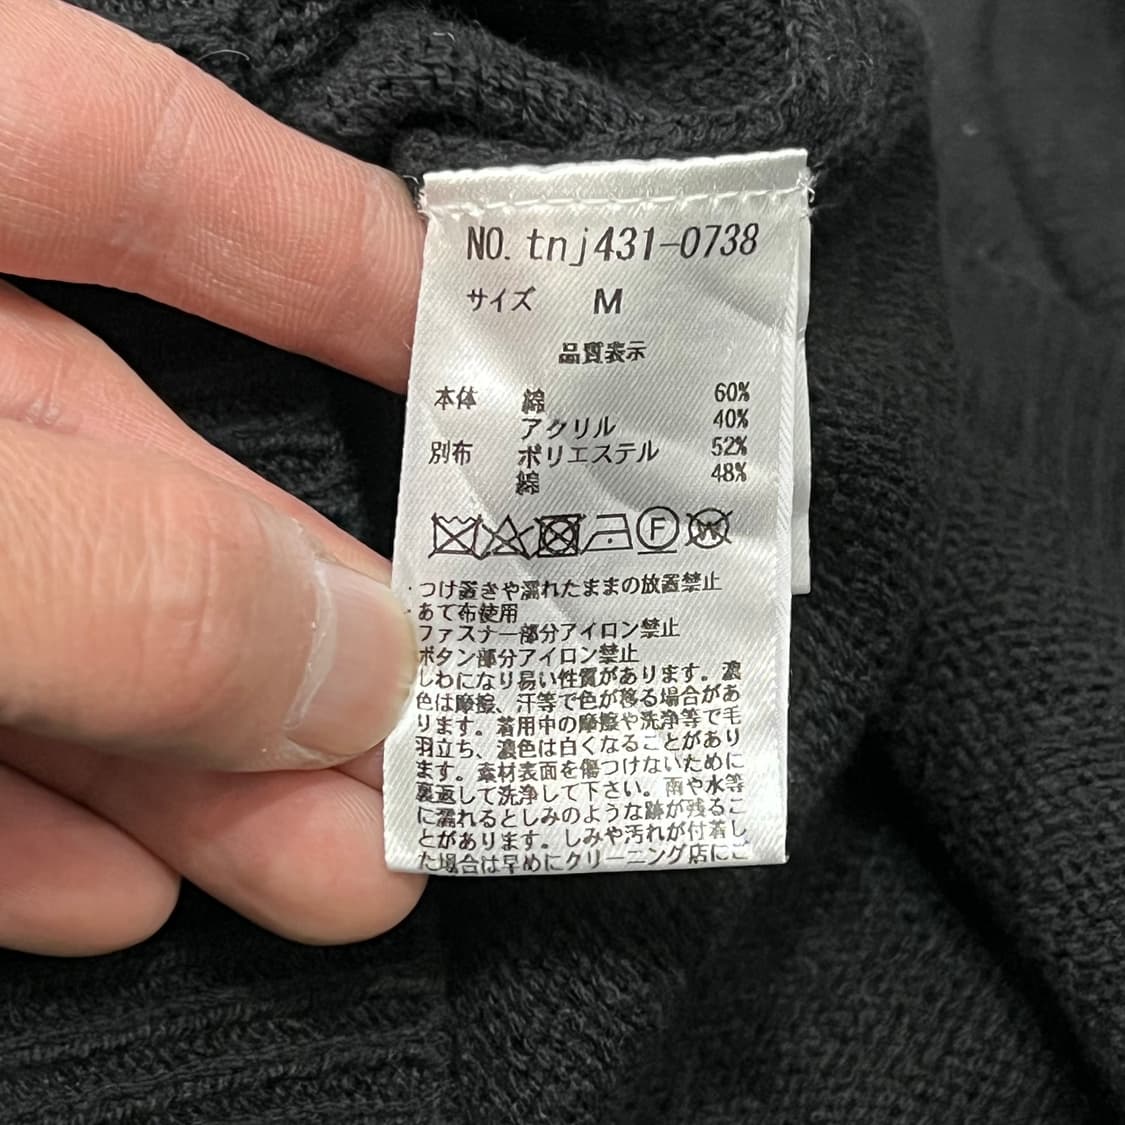 NO. tnj431-0738
サイズ M
品質表示
本体 綿 60%
アクリル 40%
別布 ポリエステル 52%
綿 48%
F
W
・つけ置きや濡れたままの放置禁止
・あて布使用
ファスナー部分アイロン禁止
ボタン部分アイロン禁止
しわになり易い性質があります。濃
色は摩擦、汗等で色が移る場合があ
ります。着用中の摩擦や洗浄等で毛
羽立ち、濃色は白くなることがあり
ます。素材表面を傷つけないために
裏返して洗浄して下さい。雨や水等
に濡れるとしみのような跡が残るこ
とがあります。しみや汚れが付着し
た場合は早めにクリーニング店にご